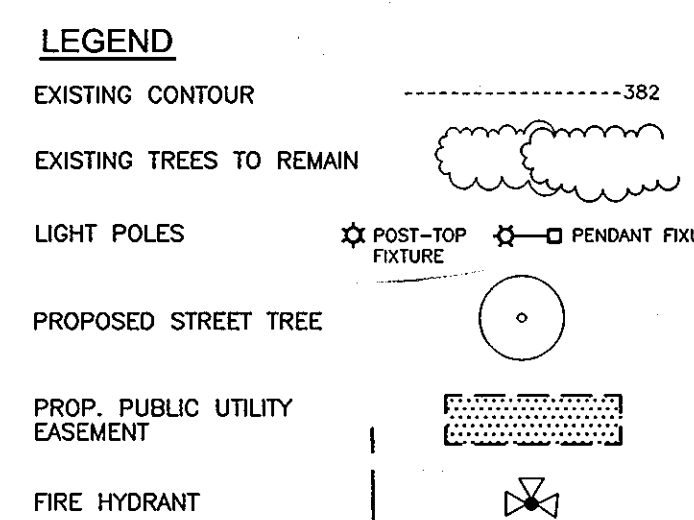 LEGEND
EXISTING CONTOUR 382
EXISTING TREES TO REMAIN
LIGHT POLES POST-TOP FIXTURE PENDANT
PROPOSED STREET TREE
PROP. PUBLIC UTILITY
EASEMENT
FIRE HYDRANT